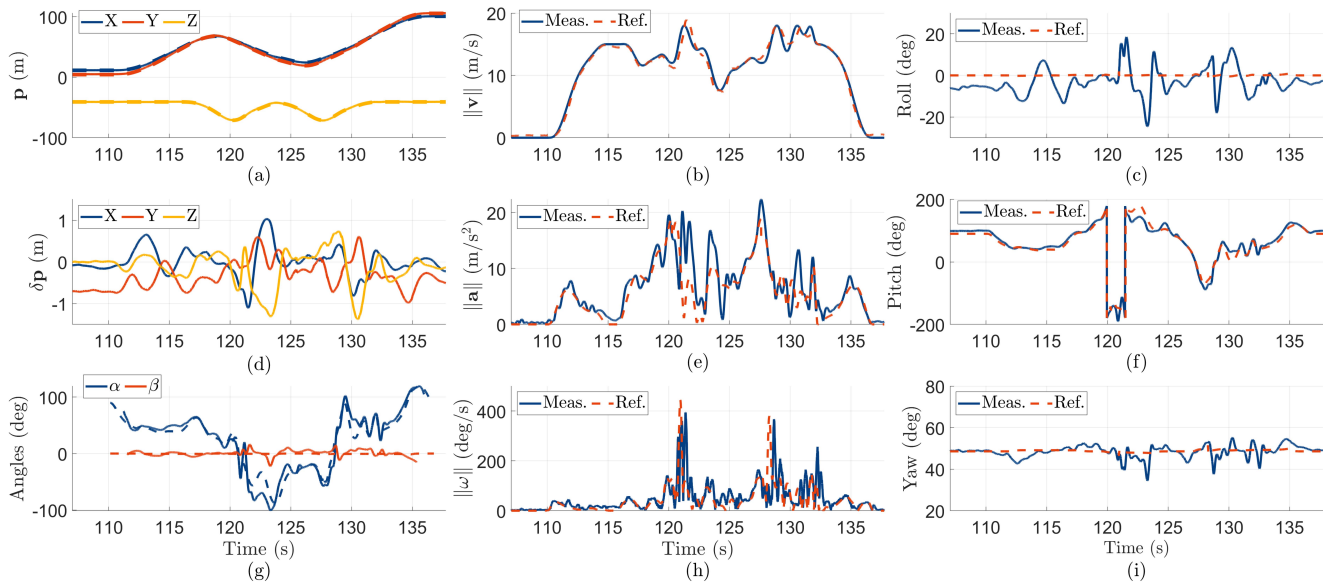 X Y Z
p (m)
100
0
-100
110 115 120 125 130 135
(a)
Meas. Ref.
||v|| (m/s)
20
10
0
110 115 120 125 130 135
(b)
Meas. Ref.
Roll (deg)
20
0
-20
110 115 120 125 130 135
(c)
X Y Z
δp (m)
1
0
-1
110 115 120 125 130 135
(d)
Meas. Ref.
||a|| (m/s²)
20
10
0
110 115 120 125 130 135
(e)
Meas. Ref.
Pitch (deg)
200
0
-200
110 115 120 125 130 135
(f)
α β
Angles (deg)
100
0
-100
110 115 120 125 130 135
Time (s)
(g)
Meas. Ref.
||ω|| (deg/s)
400
200
0
110 115 120 125 130 135
Time (s)
(h)
Meas. Ref.
Yaw (deg)
80
60
40
20
110 115 120 125 130 135
Time (s)
(i)